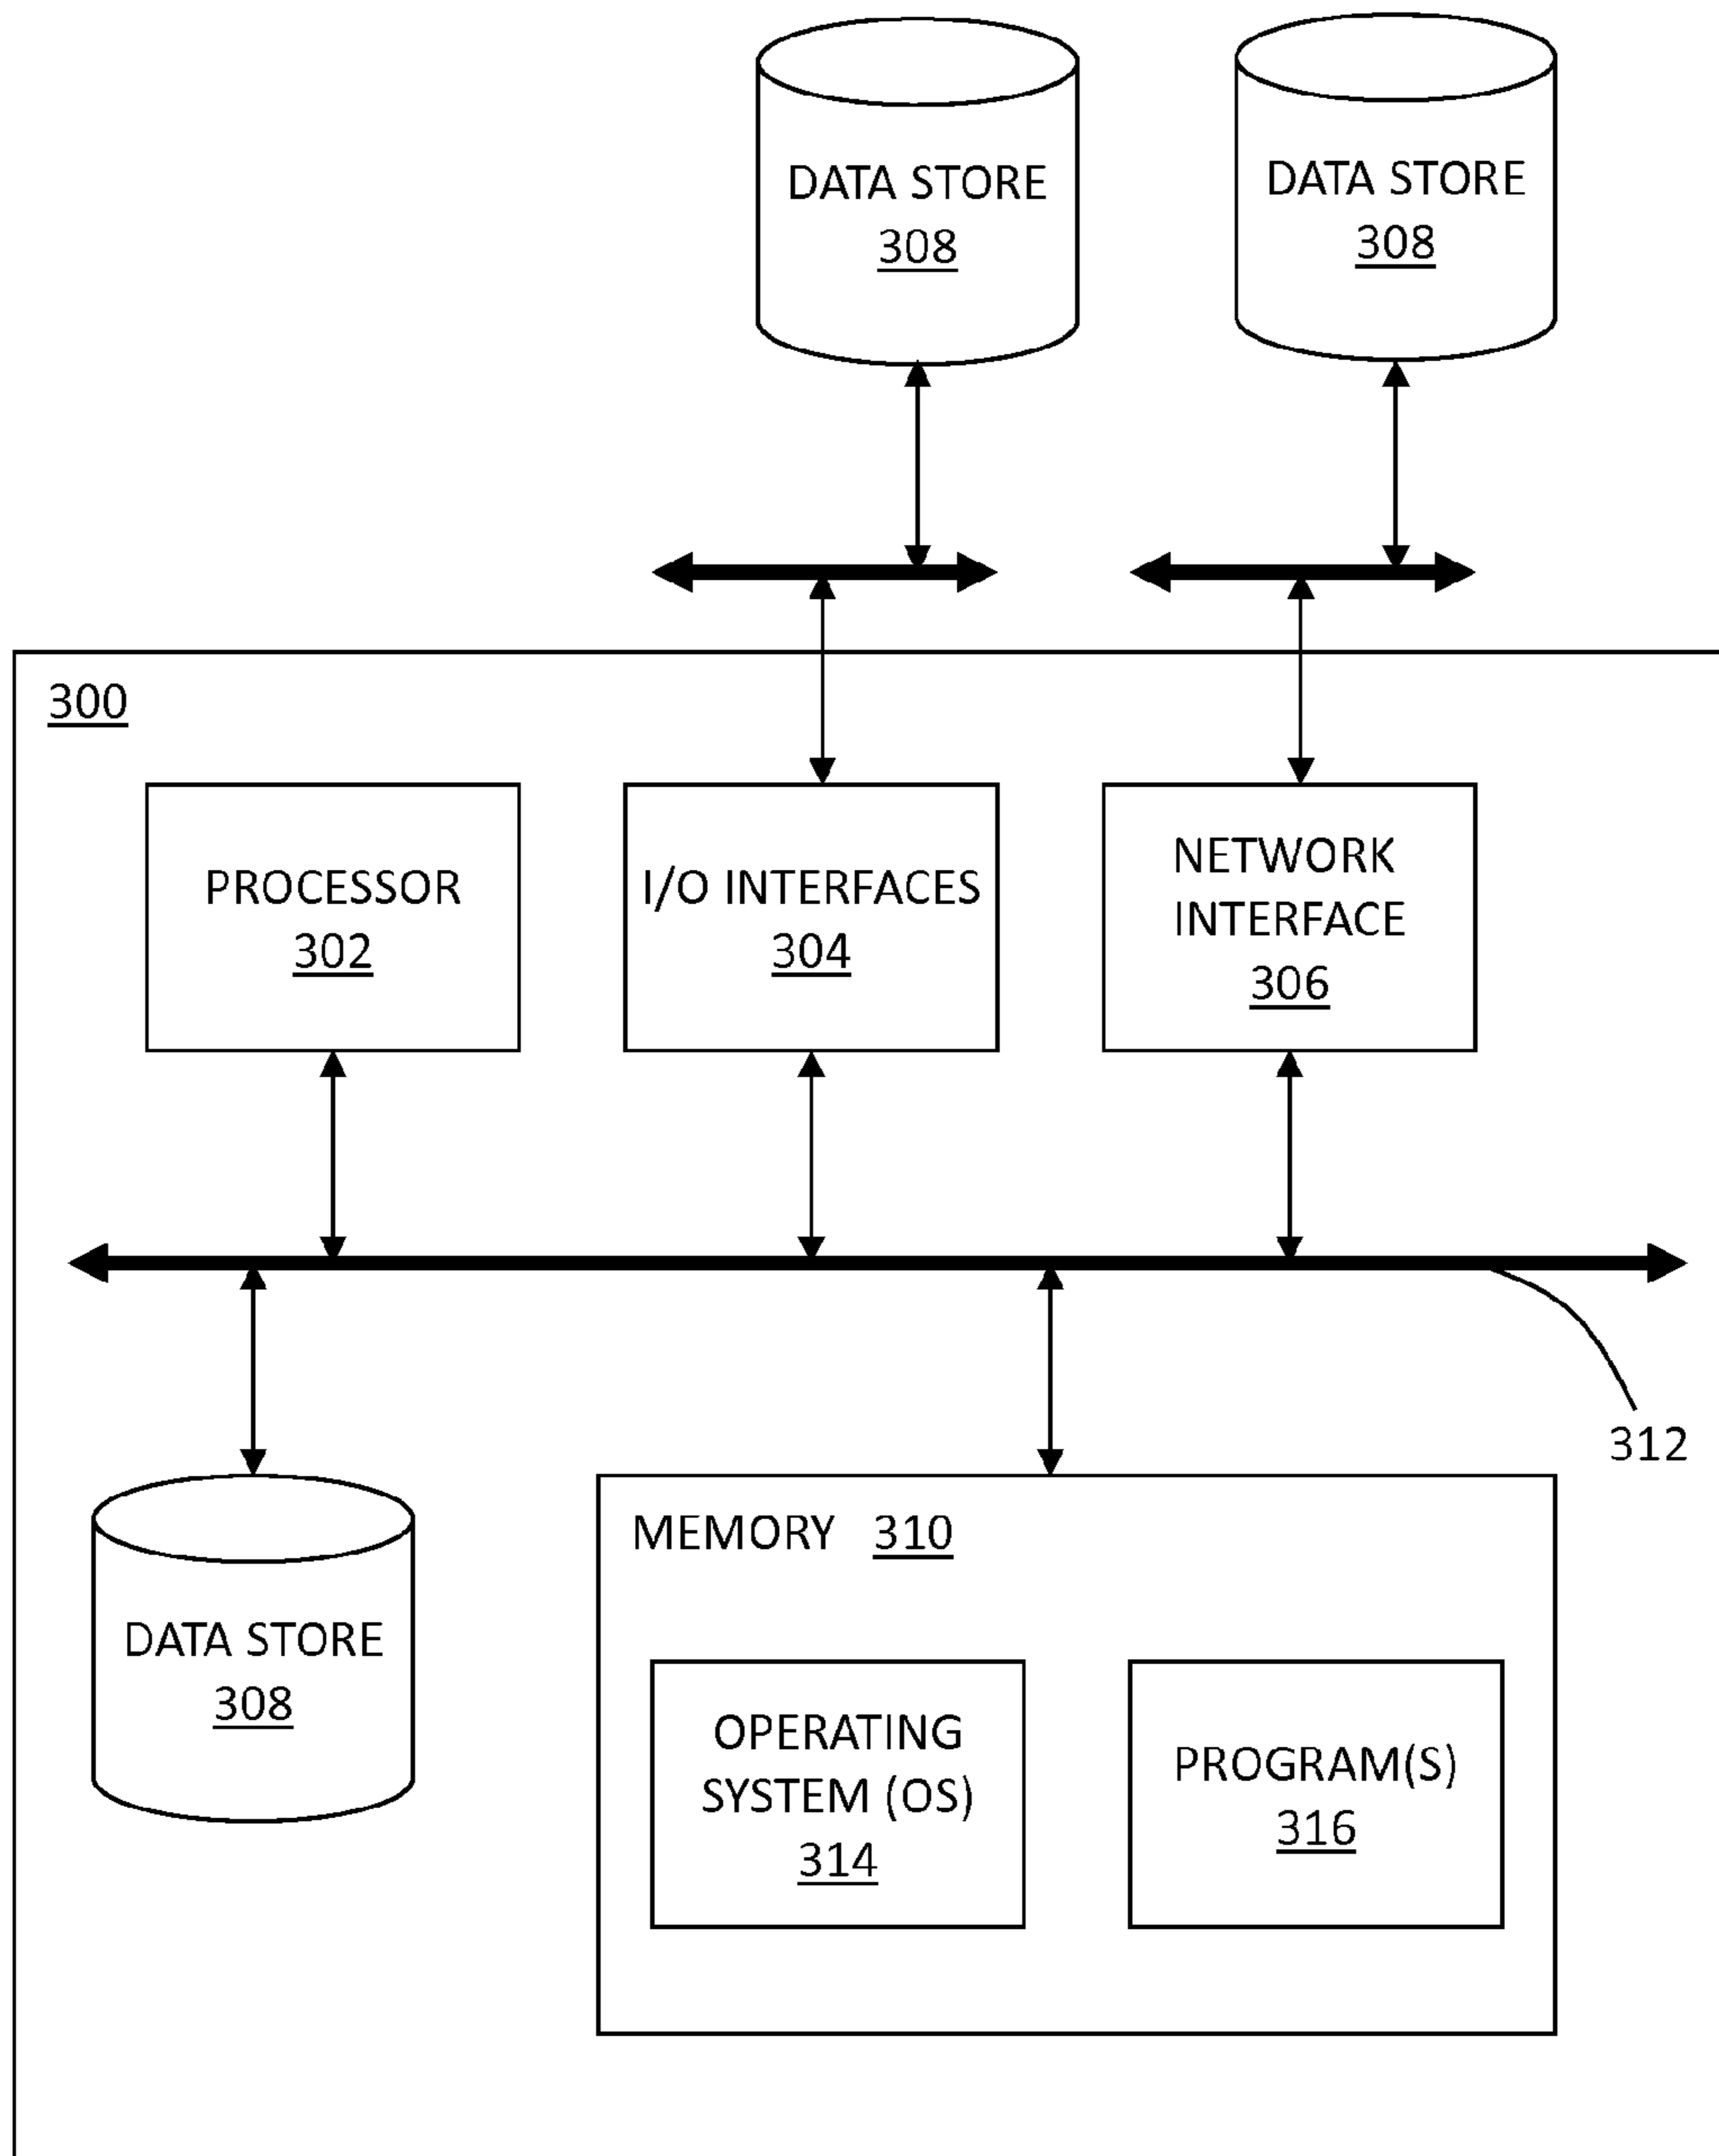 DATA STORE
308
DATA STORE
308
300
PROCESSOR
302
I/O INTERFACES
304
NETWORK
INTERFACE
306
312
DATA STORE
308
MEMORY 310
OPERATING
SYSTEM (OS)
314
PROGRAM(S)
316